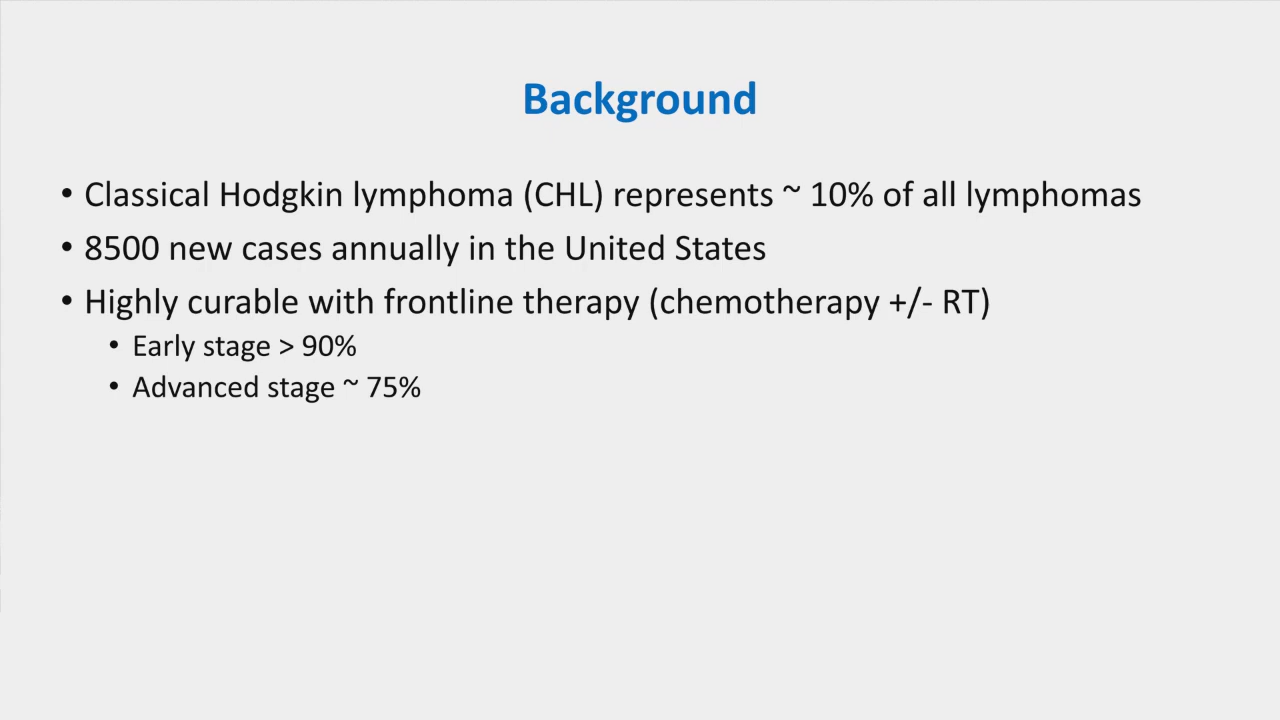 Background
• Classical Hodgkin lymphoma (CHL) represents ~ 10% of all lymphomas
• 8500 new cases annually in the United States
• Highly curable with frontline therapy (chemotherapy +/- RT)
• Early stage > 90%
• Advanced stage ~ 75%